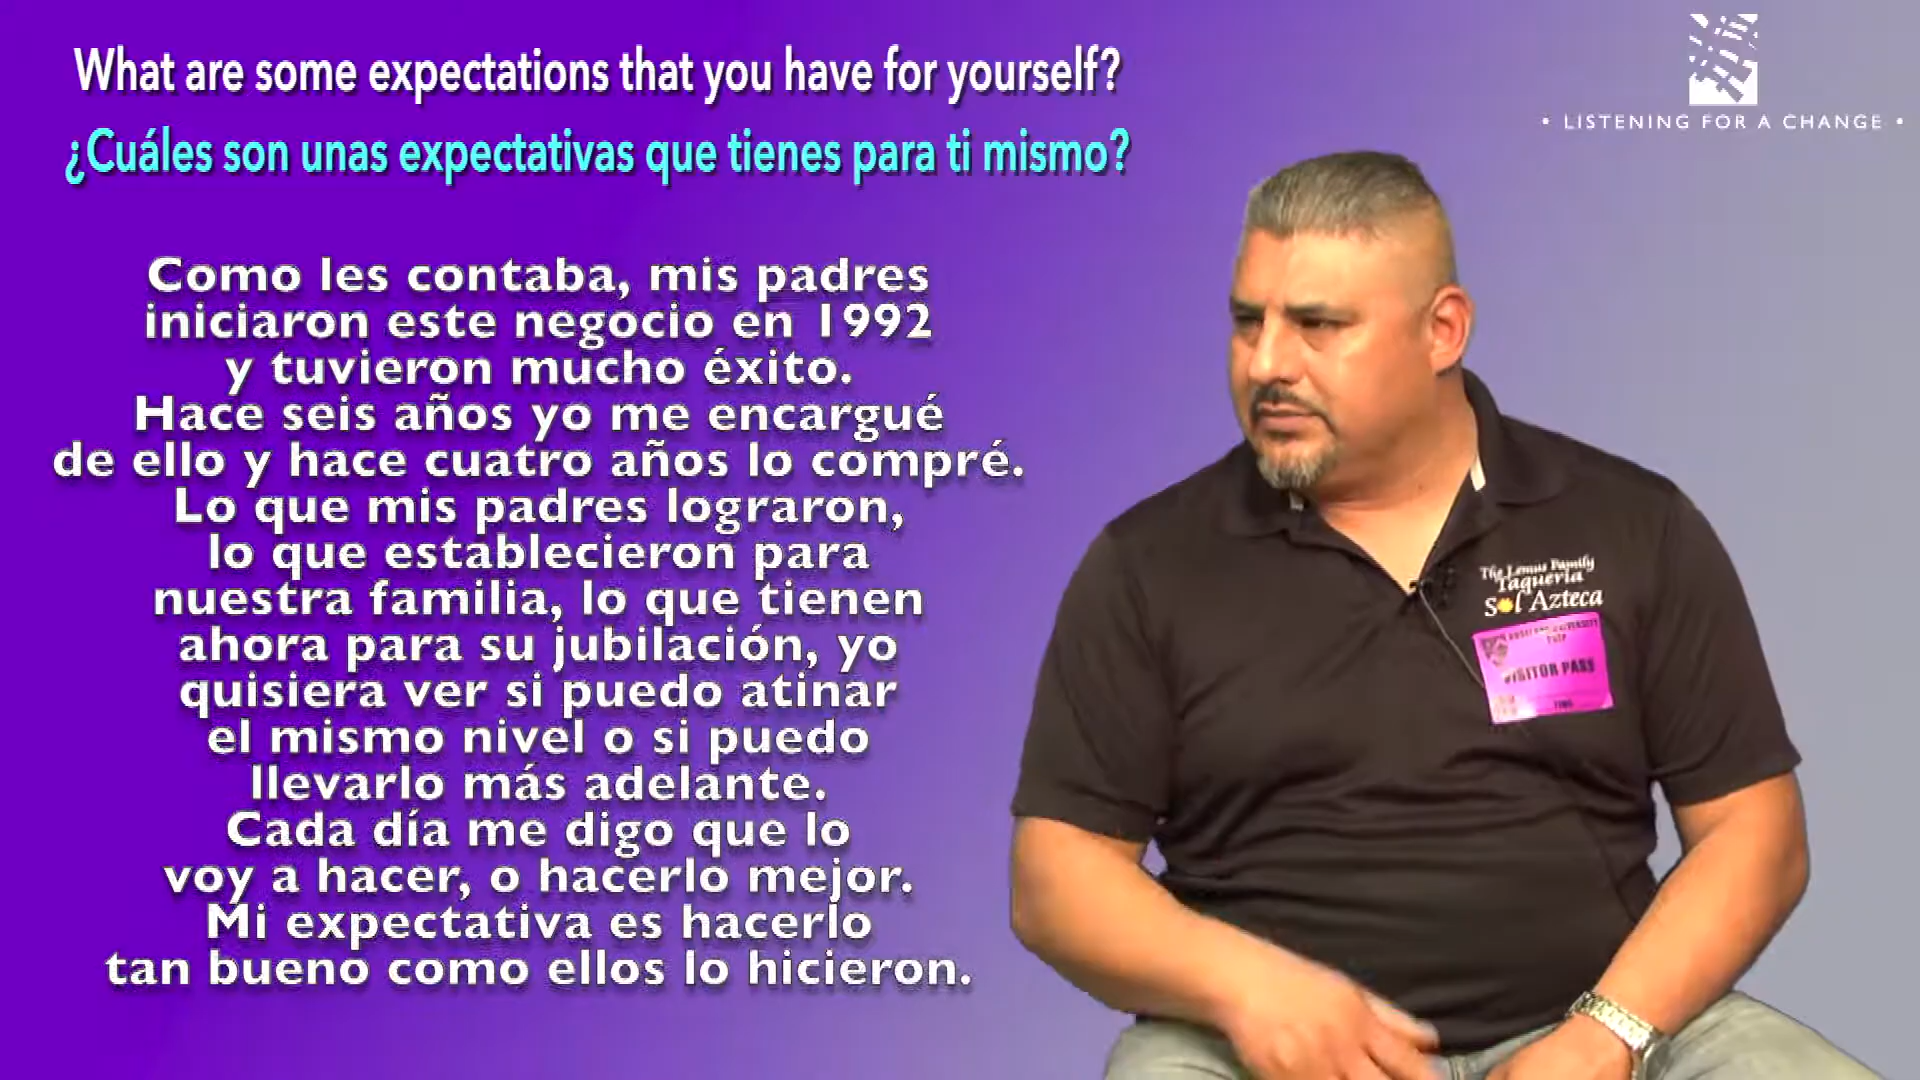 What are some expectations that you have for yourself?
¿Cuáles son unas expectativas que tienes para ti mismo?
• LISTENING FOR A CHANGE •
Como les contaba, mis padres
iniciaron este negocio en 1992
y tuvieron mucho éxito.
Hace seis años yo me encargué
de ello y hace cuatro años lo compré.
Lo que mis padres lograron,
lo que establecieron para
nuestra familia, lo que tienen
ahora para su jubilación, yo
quisiera ver si puedo atinar
el mismo nivel o si puedo
llevarlo más adelante.
Cada día me digo que lo
voy a hacer, o hacerlo mejor.
Mi expectativa es hacerlo
tan bueno como ellos lo hicieron.
The Lemus Family
Taqueria
Sol Azteca
VISITOR PASS